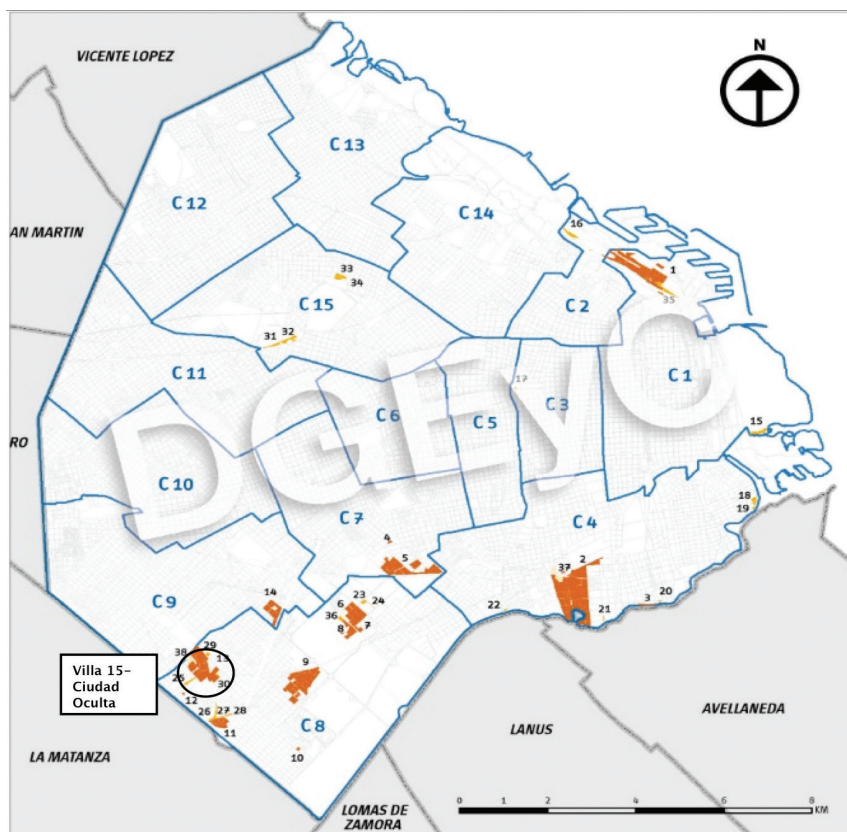 VICENTE LOPEZ
N
C 13
C 12
C 14
16
AN MARTIN
33
34
1
C 15
35
C 2
31 32
C 11
17
C 1
C 6
C 3
C 5
15
RO
C 10
DGEyC
18
19
C 7
C 4
4
5
37 2
C 9
14
23
6 24
36
8 7
22
3 20
21
38 29
13
9
Villa 15-
Ciudad
Oculta
25
30
12
26 27 28
11
C 8
AVELLANEDA
LANUS
LA MATANZA
10
0 2 4 6 8
KM
LOMAS DE
ZAMORA